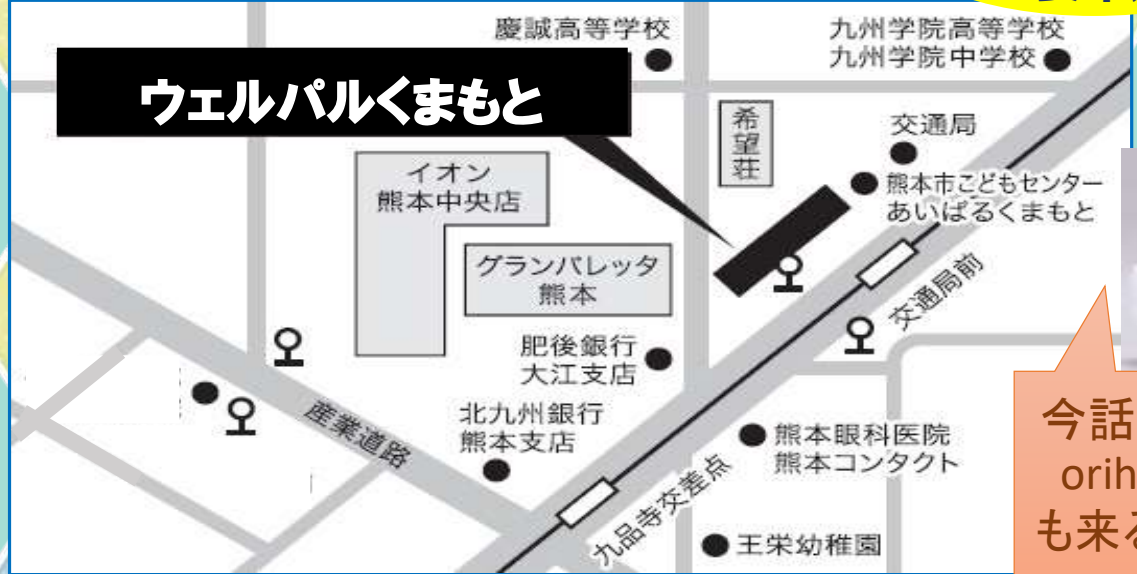 慶誠高等学校
九州学院高等学校
九州学院中学校
ウェルパルくまもと
希望荘
交通局
イオン
熊本中央店
熊本市こどもセンター
あいぱるくまもと
グランパレッタ
熊本
交通局前
肥後銀行
大江支店
産業道路
北九州銀行
熊本支店
熊本眼科医院
熊本コンタクト
九品寺交差点
王栄幼稚園
今話
orih
も来る